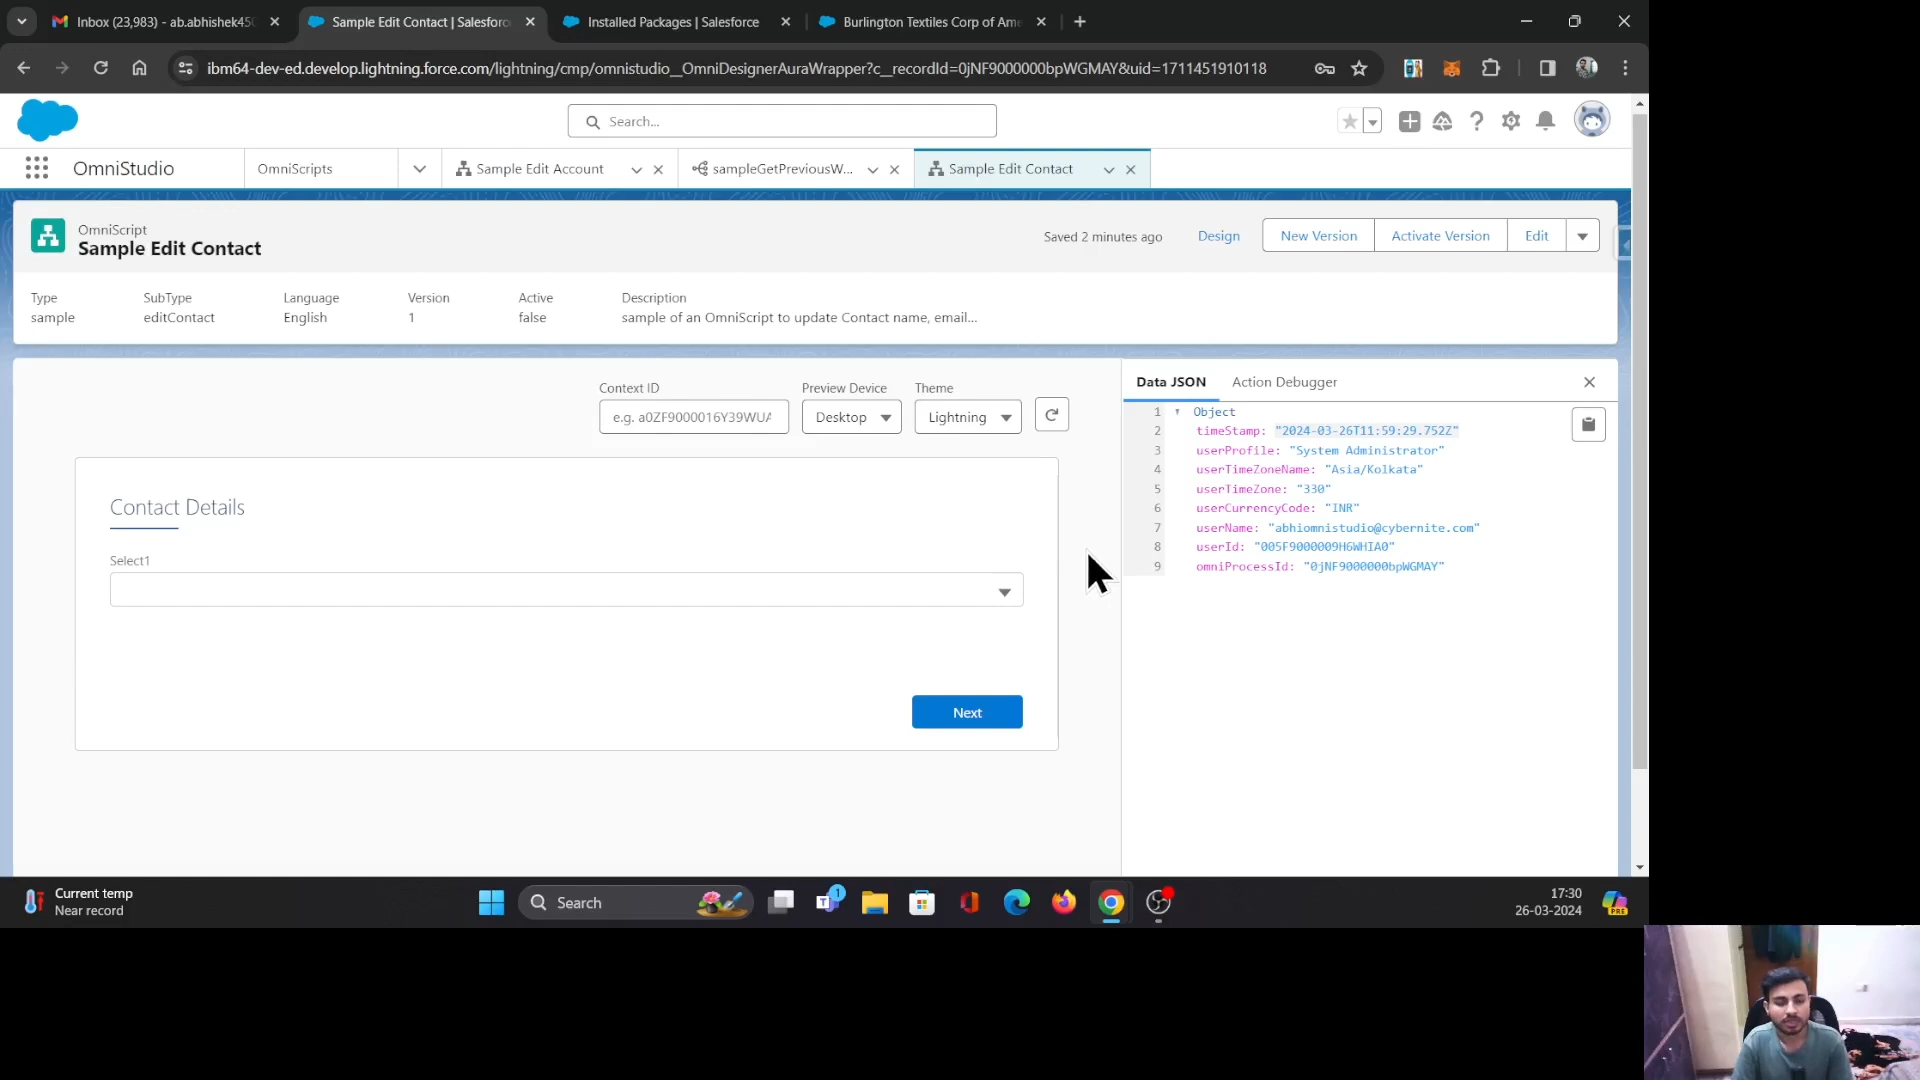 Inbox (23,983) - ab.abhishek45
Sample Edit Contact | Salesforc
Installed Packages | Salesforce
Burlington Textiles Corp of Ame
ibm64-dev-ed.develop.lightning.force.com/lightning/cmp/omnistudio__OmniDesignerAuraWrapper?c__recordId=0jNF9000000bpWGMAY&uid=1711451910118
Search...
OmniStudio
OmniScripts
Sample Edit Account
sampleGetPreviousW...
Sample Edit Contact
OmniScript
Sample Edit Contact
Saved 2 minutes ago
Design
New Version
Activate Version
Edit
Type
SubType
Language
Version
Active
Description
sample
editContact
English
1
false
sample of an OmniScript to update Contact name, email...
Context ID
Preview Device
Theme
e.g. a0ZF9000016Y39WUA
Desktop
Lightning
Data JSON
Action Debugger
1 Object
2 timeStamp: "2024-03-26T11:59:29.752Z"
3 userProfile: "System Administrator"
4 userTimeZoneName: "Asia/Kolkata"
5 userTimeZone: "330"
6 userCurrencyCode: "INR"
7 userName: "abhiomnistudio@cybernite.com"
8 userId: "005F9000009H6WHIA0"
9 omniProcessId: "0jNF9000000bpWGMAY"
Contact Details
Select1
Next
Current temp
Near record
Search
1
17:30
26-03-2024
PRE